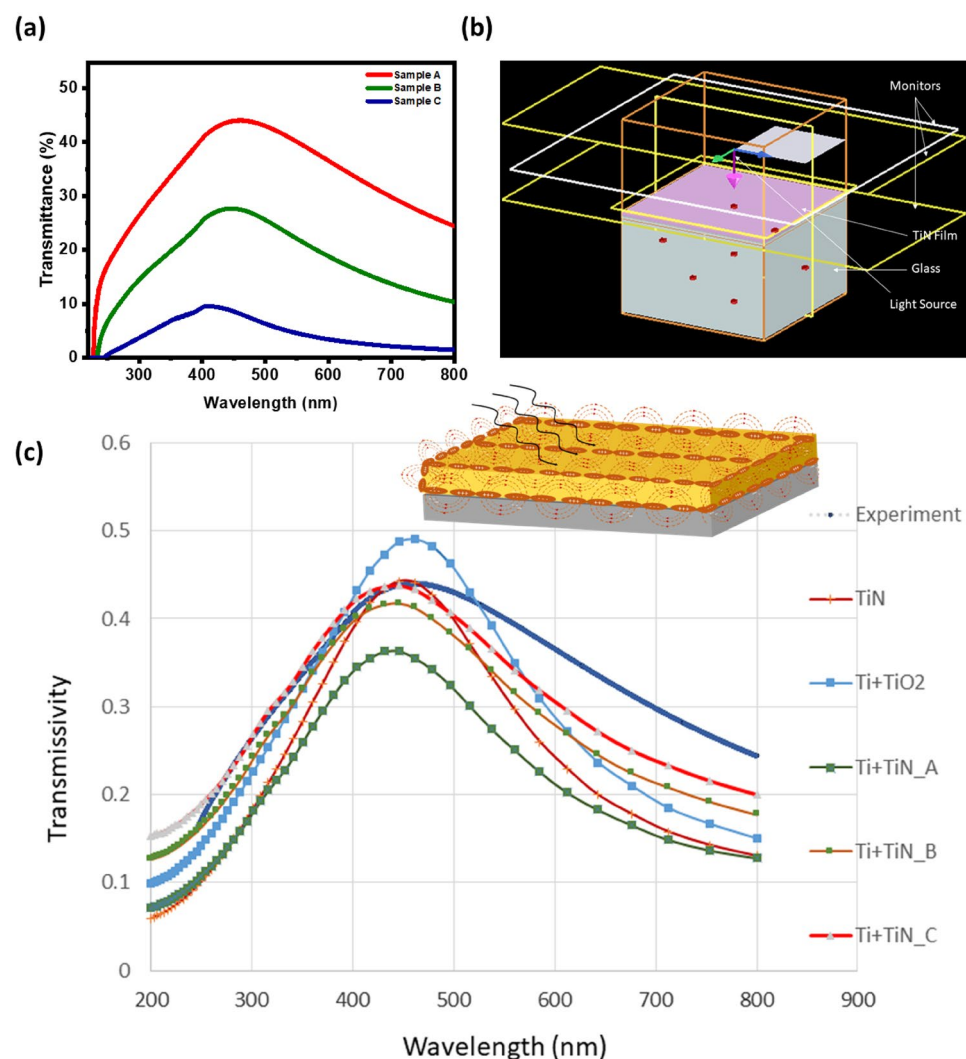 (a)
Transmittance (%)
50
40
30
20
10
0
Sample A
Sample B
Sample C
300
400
500
600
700
800
Wavelength (nm)
(b)
Monitors
TiN Film
Glass
Light Source
(c)
Transmissivity
0.6
0.5
0.4
0.3
0.2
0.1
0
Experiment
TiN
Ti+TiO2
Ti+TiN_A
Ti+TiN_B
Ti+TiN_C
200
300
400
500
600
700
800
900
Wavelength (nm)